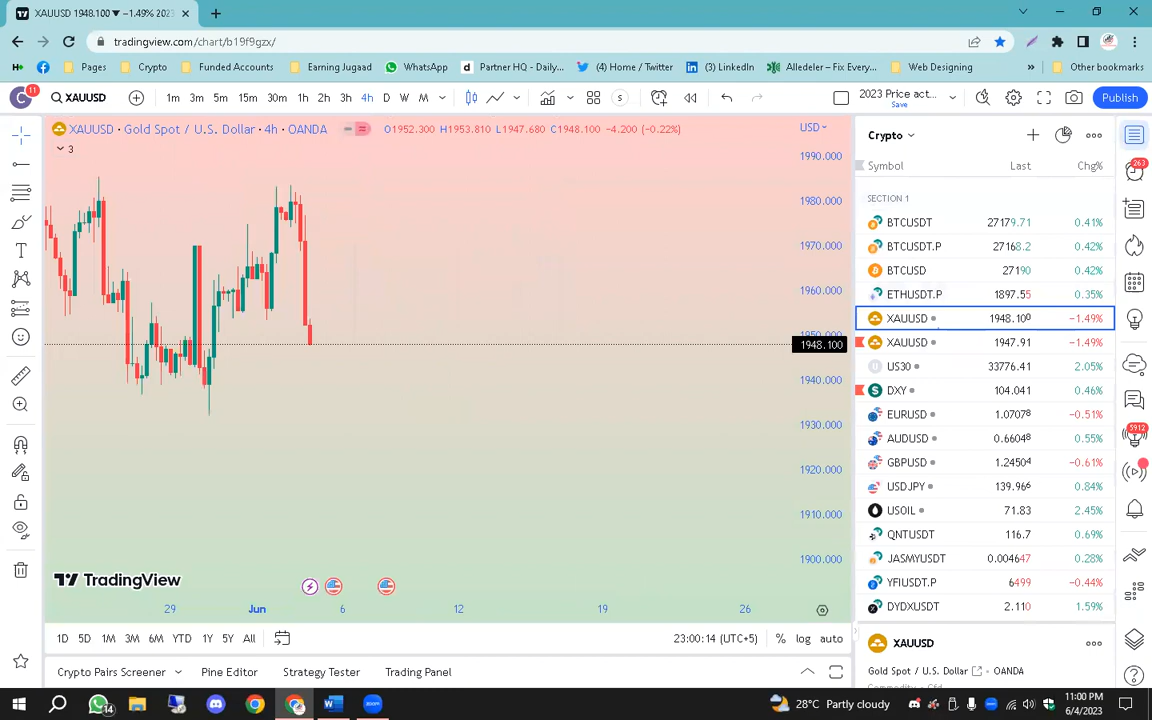 XAUUSD 1948.100 ▼ −1.49% 2023
tradingview.com/chart/b19f9gzx/
Pages Crypto Funded Accounts Earning Jugaad WhatsApp Partner HQ - Daily... (4) Home / Twitter (3) LinkedIn Alledeler – Fix Every... Web Designing » Other bookmarks
C 11 XAUUSD 1m 3m 5m 15m 30m 1h 2h 3h 4h D W M 2023 Price act... Save Publish
XAUUSD · Gold Spot / U.S. Dollar · 4h · OANDA O1952.300 H1953.810 L1947.680 C1948.100 −4.200 (−0.22%) USD
3
1990.000
1980.000
1970.000
1960.000
1950.000
1948.100
1940.000
1930.000
1920.000
1910.000
1900.000
TradingView
29 Jun 6 12 19 26
1D 5D 1M 3M 6M YTD 1Y 5Y All 23:00:14 (UTC+5) % log auto
Crypto Pairs Screener Pine Editor Strategy Tester Trading Panel
Crypto
Symbol Last Chg%
SECTION 1
BTCUSDT 27179.71 0.41%
BTCUSDT.P 27168.2 0.42%
BTCUSD 27190 0.42%
ETHUSDT.P 1897.55 0.35%
XAUUSD 1948.100 −1.49%
XAUUSD 1947.91 −1.49%
US30 33776.41 2.05%
DXY 104.041 0.46%
EURUSD 1.07078 −0.51%
AUDUSD 0.66048 0.55%
GBPUSD 1.24504 −0.61%
USDJPY 139.966 0.84%
USOIL 71.83 2.45%
QNTUSDT 116.7 0.69%
JASMYUSDT 0.004647 0.28%
YFIUSDT.P 6499 −0.44%
DYDXUSDT 2.110 1.59%
XAUUSD
Gold Spot / U.S. Dollar OANDA
263
5912
14
28°C Partly cloudy
11:00 PM
6/4/2023